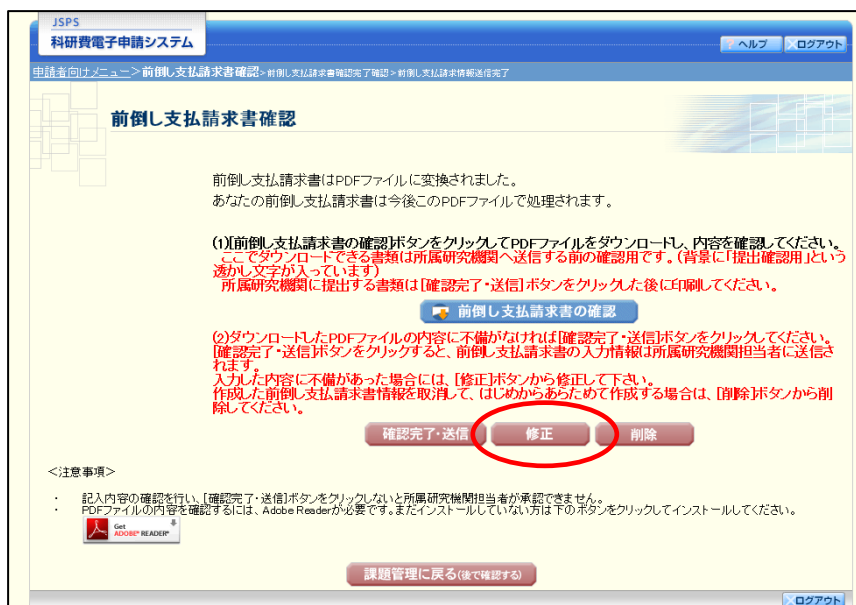 JSPS
科研費電子申請システム
ヘルプ
ログアウト
申請者向けメニュー>前倒し支払請求書確認>前倒し支払請求書確認完了確認>前倒し支払請求情報送信完了
前倒し支払請求書確認
前倒し支払請求書はPDFファイルに変換されました。
あなたの前倒し支払請求書は今後このPDFファイルで処理されます。
(1)[前倒し支払請求書の確認]ボタンをクリックしてPDFファイルをダウンロードし、内容を確認してください。
ここでダウンロードできる書類は所属研究機関へ送信する前の確認用です。(背景に「提出確認用」という
透かし文字が入っています)
所属研究機関に提出する書類は[確認完了・送信]ボタンをクリックした後に印刷してください。
前倒し支払請求書の確認
(2)ダウンロードしたPDFファイルの内容に不備がなければ[確認完了・送信]ボタンをクリックしてください。
[確認完了・送信]ボタンをクリックすると、前倒し支払請求書の入力情報は所属研究機関担当者に送信さ
れます。
入力した内容に不備があった場合には、[修正]ボタンから修正して下さい。
作成した前倒し支払請求書情報を取消して、はじめからあらためて作成する場合は、[削除]ボタンから削
除してください。
確認完了・送信
修正
削除
<注意事項>
・ 記入内容の確認を行い、[確認完了・送信]ボタンをクリックしないと所属研究機関担当者が承認できません。
・ PDFファイルの内容を確認するには、Adobe Readerが必要です。まだインストールしていない方は下のボタンをクリックしてインストールしてください。
Get
ADOBE® READER®
課題管理に戻る(後で確認する)
ログアウト